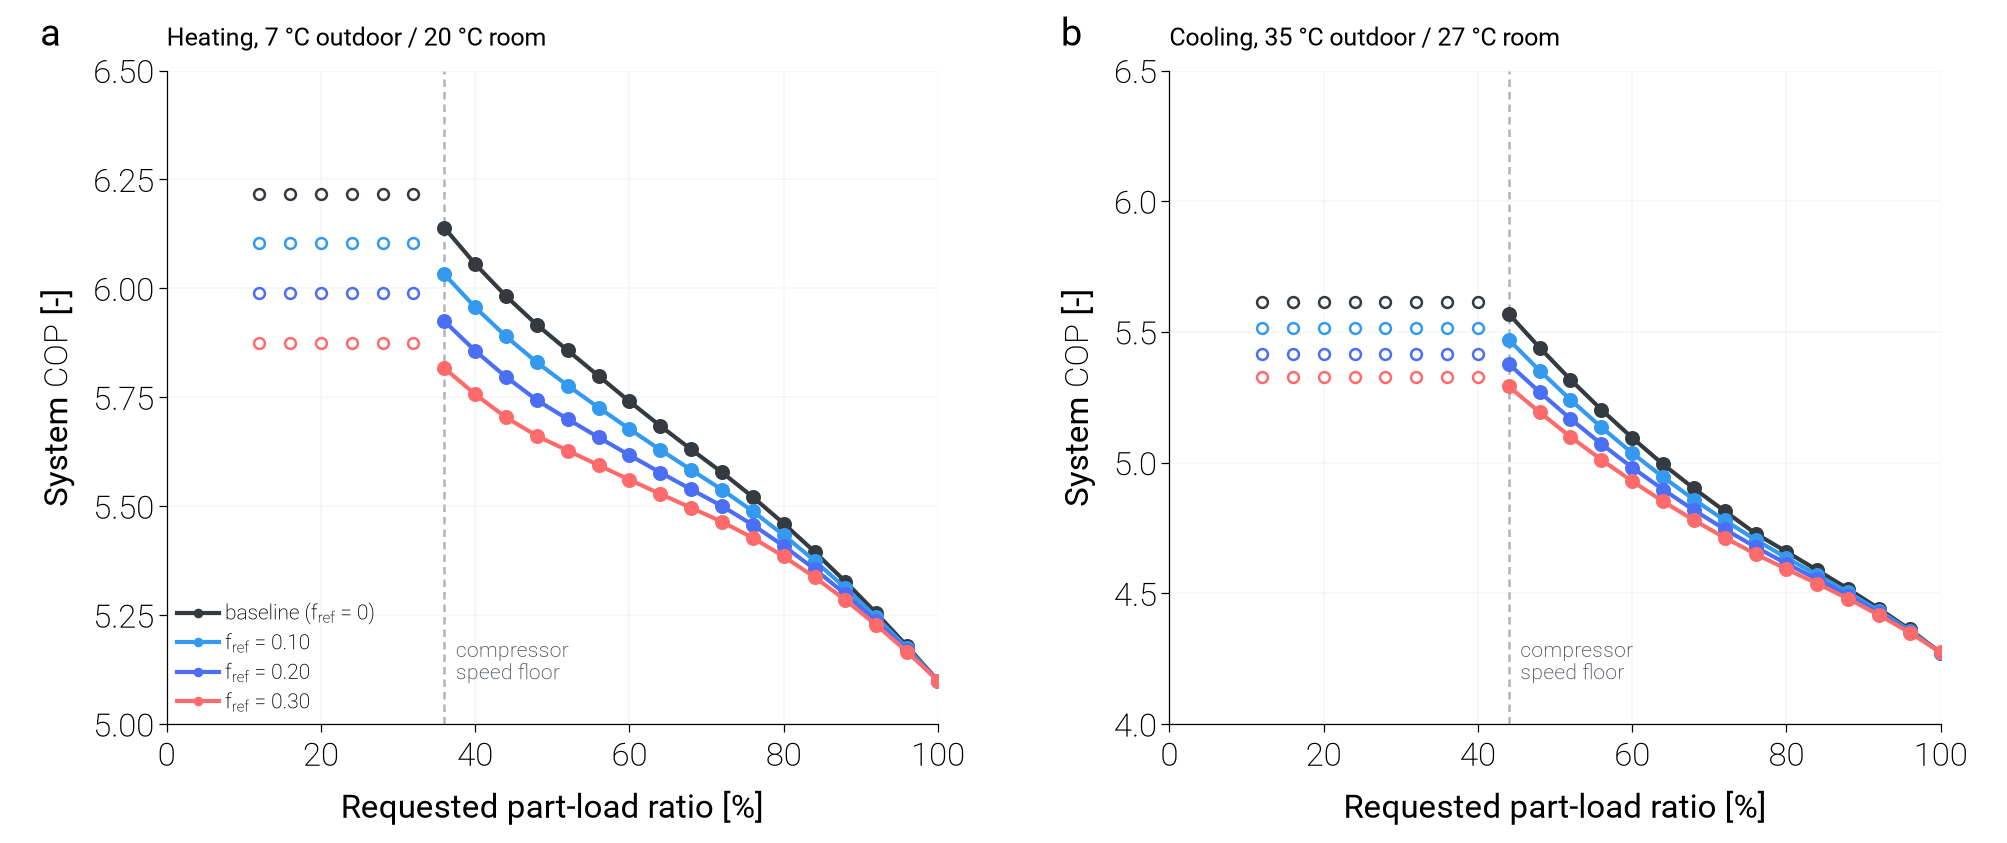 a
Heating, 7 °C outdoor / 20 °C room
6.50
6.25
6.00
5.75
5.50
5.25
5.00
System COP [-]
baseline (fref = 0)
fref = 0.10
fref = 0.20
fref = 0.30
compressor
speed floor
0 20 40 60 80 100
Requested part-load ratio [%]
b
Cooling, 35 °C outdoor / 27 °C room
6.5
6.0
5.5
5.0
4.5
4.0
System COP [-]
compressor
speed floor
0 20 40 60 80 100
Requested part-load ratio [%]